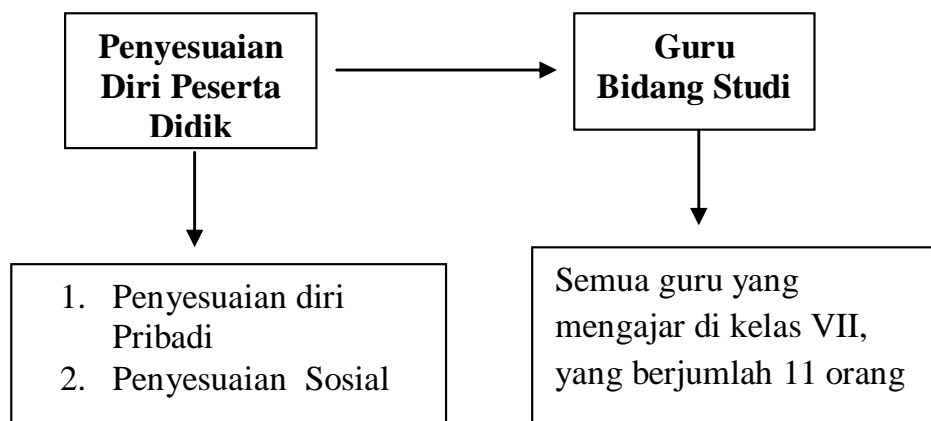 Penyesuaian
Diri Peserta
Didik
Guru
Bidang Studi
1. Penyesuaian diri
Pribadi
2. Penyesuaian Sosial
Semua guru yang
mengajar di kelas VII,
yang berjumlah 11 orang